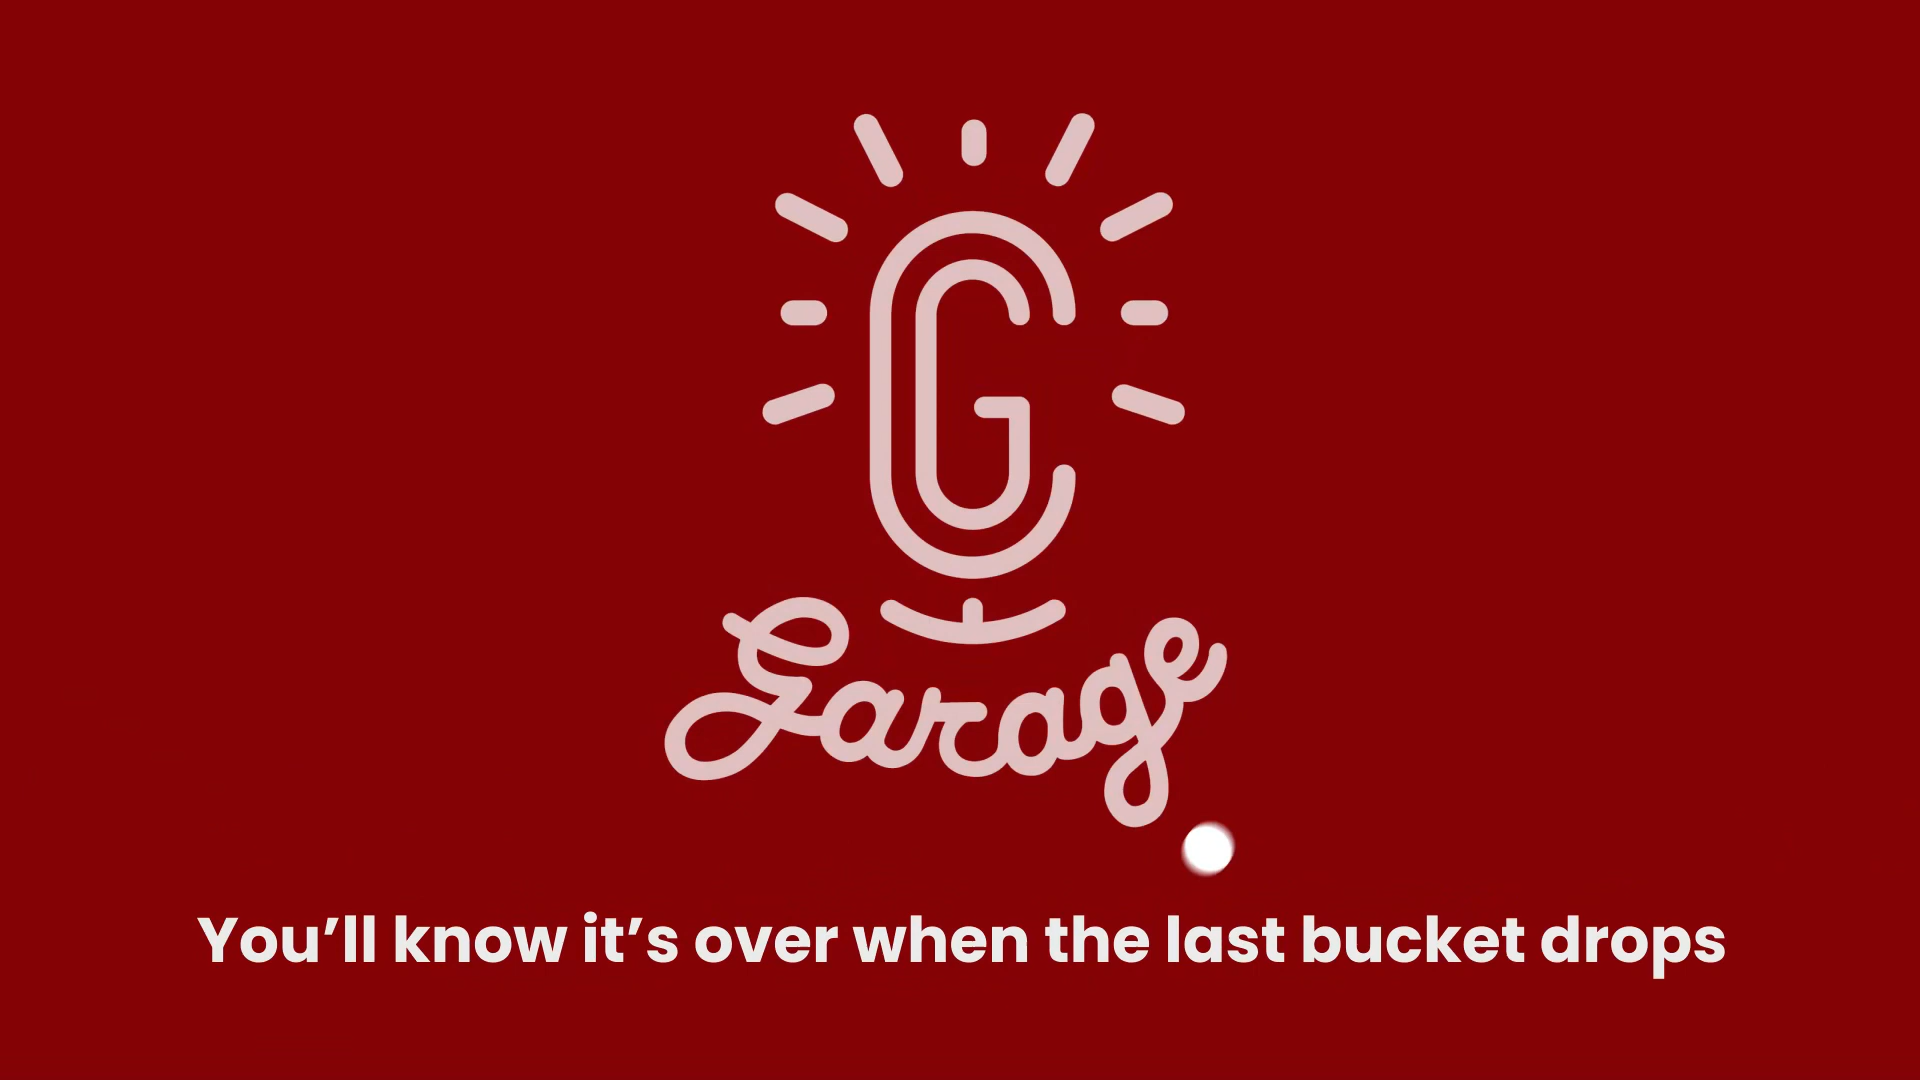 G
Garage
You’ll know it’s over when the last bucket drops